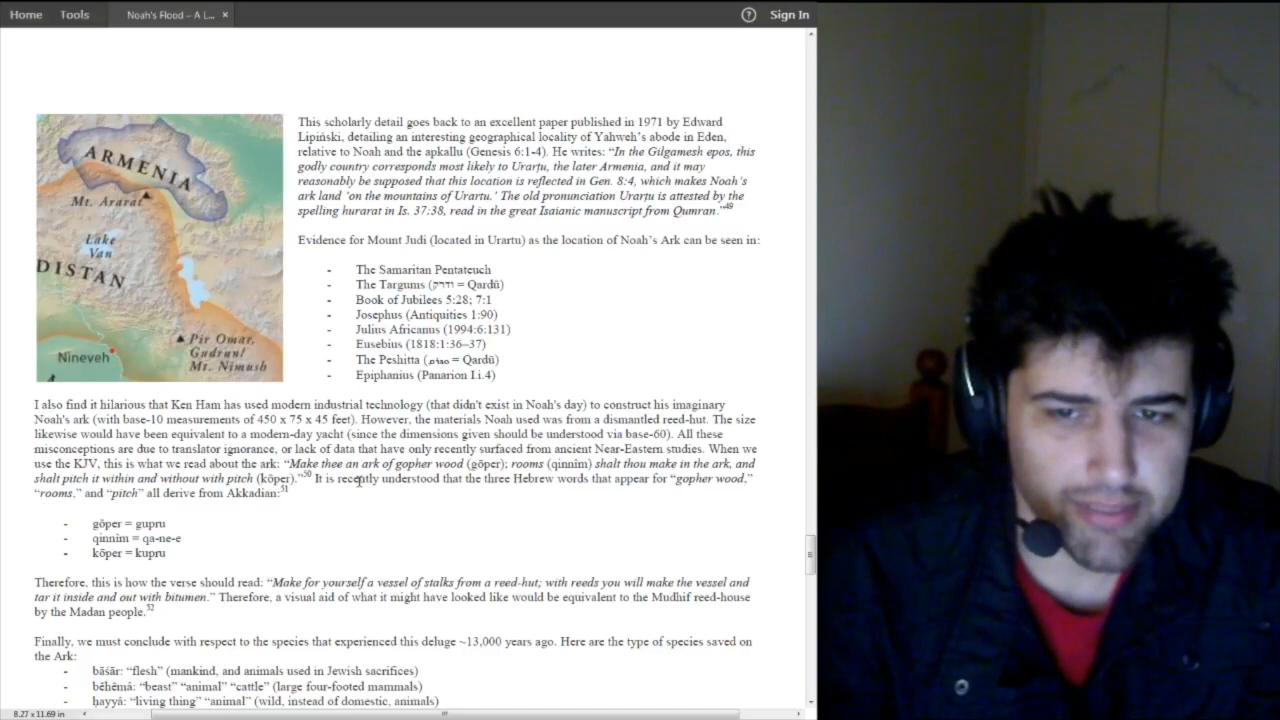 Home Tools Noah's Flood – A L... × ? Sign In
ARMENIA
Mt. Ararat
Lake
Van
DISTAN
Pir Omar,
Gudrun/
Mt. Nimush
Nineveh
This scholarly detail goes back to an excellent paper published in 1971 by Edward
Lipiński, detailing an interesting geographical locality of Yahweh's abode in Eden,
relative to Noah and the apkallu (Genesis 6:1-4). He writes: “In the Gilgamesh epos, this
godly country corresponds most likely to Urarṭu, the later Armenia, and it may
reasonably be supposed that this location is reflected in Gen. 8:4, which makes Noah's
ark land ‘on the mountains of Urartu.’ The old pronunciation Urarṭu is attested by the
spelling hurarat in Is. 37:38, read in the great Isaianic manuscript from Qumran.”49
Evidence for Mount Judi (located in Urartu) as the location of Noah's Ark can be seen in:
- The Samaritan Pentateuch
- The Targums (ודרק = Qardū)
- Book of Jubilees 5:28; 7:1
- Josephus (Antiquities 1:90)
- Julius Africanus (1994:6:131)
- Eusebius (1818:1:36–37)
- The Peshitta ( = Qardū)
- Epiphanius (Panarion I.i.4)
I also find it hilarious that Ken Ham has used modern industrial technology (that didn't exist in Noah's day) to construct his imaginary
Noah's ark (with base-10 measurements of 450 x 75 x 45 feet). However, the materials Noah used was from a dismantled reed-hut. The size
likewise would have been equivalent to a modern-day yacht (since the dimensions given should be understood via base-60). All these
misconceptions are due to translator ignorance, or lack of data that have only recently surfaced from ancient Near-Eastern studies. When we
use the KJV, this is what we read about the ark: “Make thee an ark of gopher wood (gōper); rooms (qinnim) shalt thou make in the ark, and
shalt pitch it within and without with pitch (kōper).”50 It is recently understood that the three Hebrew words that appear for “gopher wood,”
“rooms,” and “pitch” all derive from Akkadian:51
- gōper = gupru
- qinnim = qa-ne-e
- kōper = kupru
Therefore, this is how the verse should read: “Make for yourself a vessel of stalks from a reed-hut; with reeds you will make the vessel and
tar it inside and out with bitumen.” Therefore, a visual aid of what it might have looked like would be equivalent to the Mudhif reed-house
by the Madan people.52
Finally, we must conclude with respect to the species that experienced this deluge ~13,000 years ago. Here are the type of species saved on
the Ark:
- bāśār: “flesh” (mankind, and animals used in Jewish sacrifices)
- bĕhēmâ: “beast” “animal” “cattle” (large four-footed mammals)
- ḥayyâ: “living thing” “animal” (wild, instead of domestic, animals)
8.27 x 11.69 in